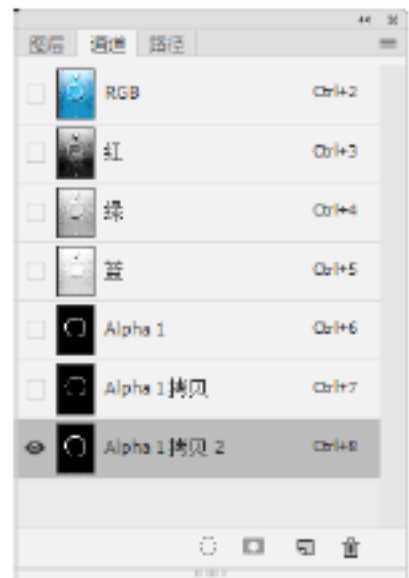 图层 通道 路径
RGB Ctrl+2
红 Ctrl+3
绿 Ctrl+4
蓝 Ctrl+5
Alpha 1 Ctrl+6
Alpha 1 拷贝 Ctrl+7
Alpha 1 拷贝 2 Ctrl+8